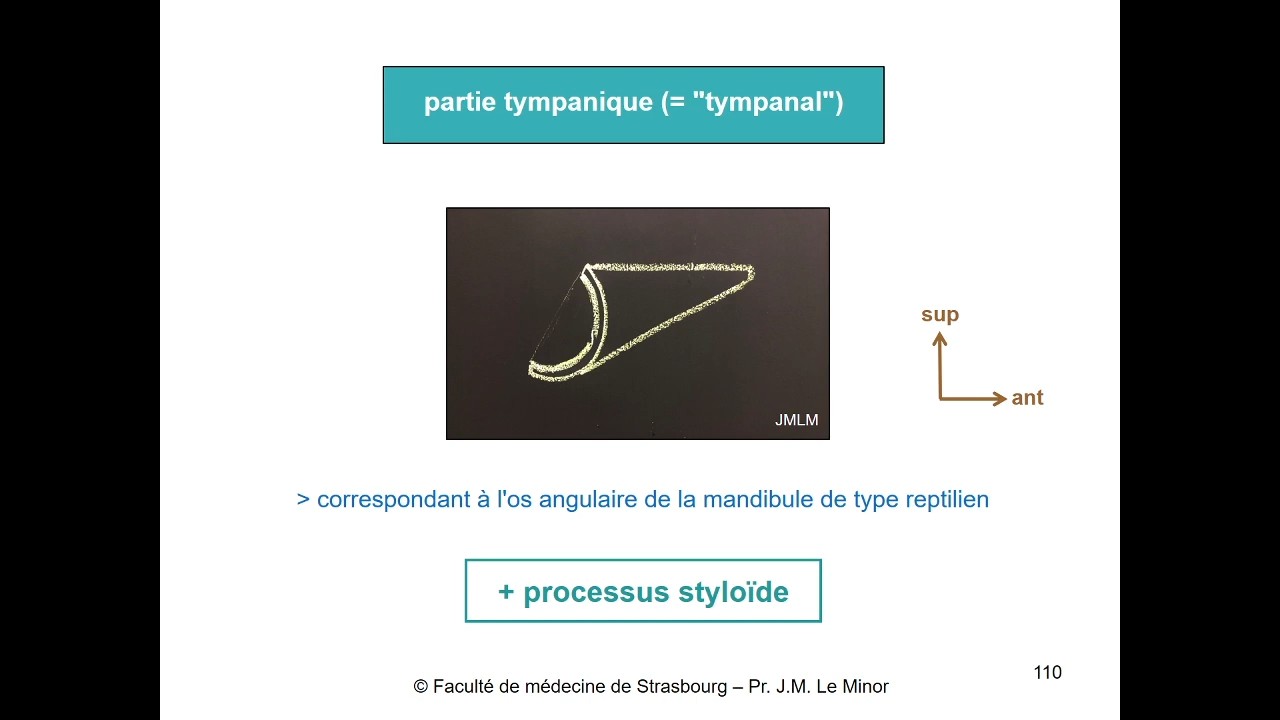 partie tympanique (= "tympanal")
sup
ant
JMLM
> correspondant à l'os angulaire de la mandibule de type reptilien
+ processus styloïde
110
© Faculté de médecine de Strasbourg – Pr. J.M. Le Minor